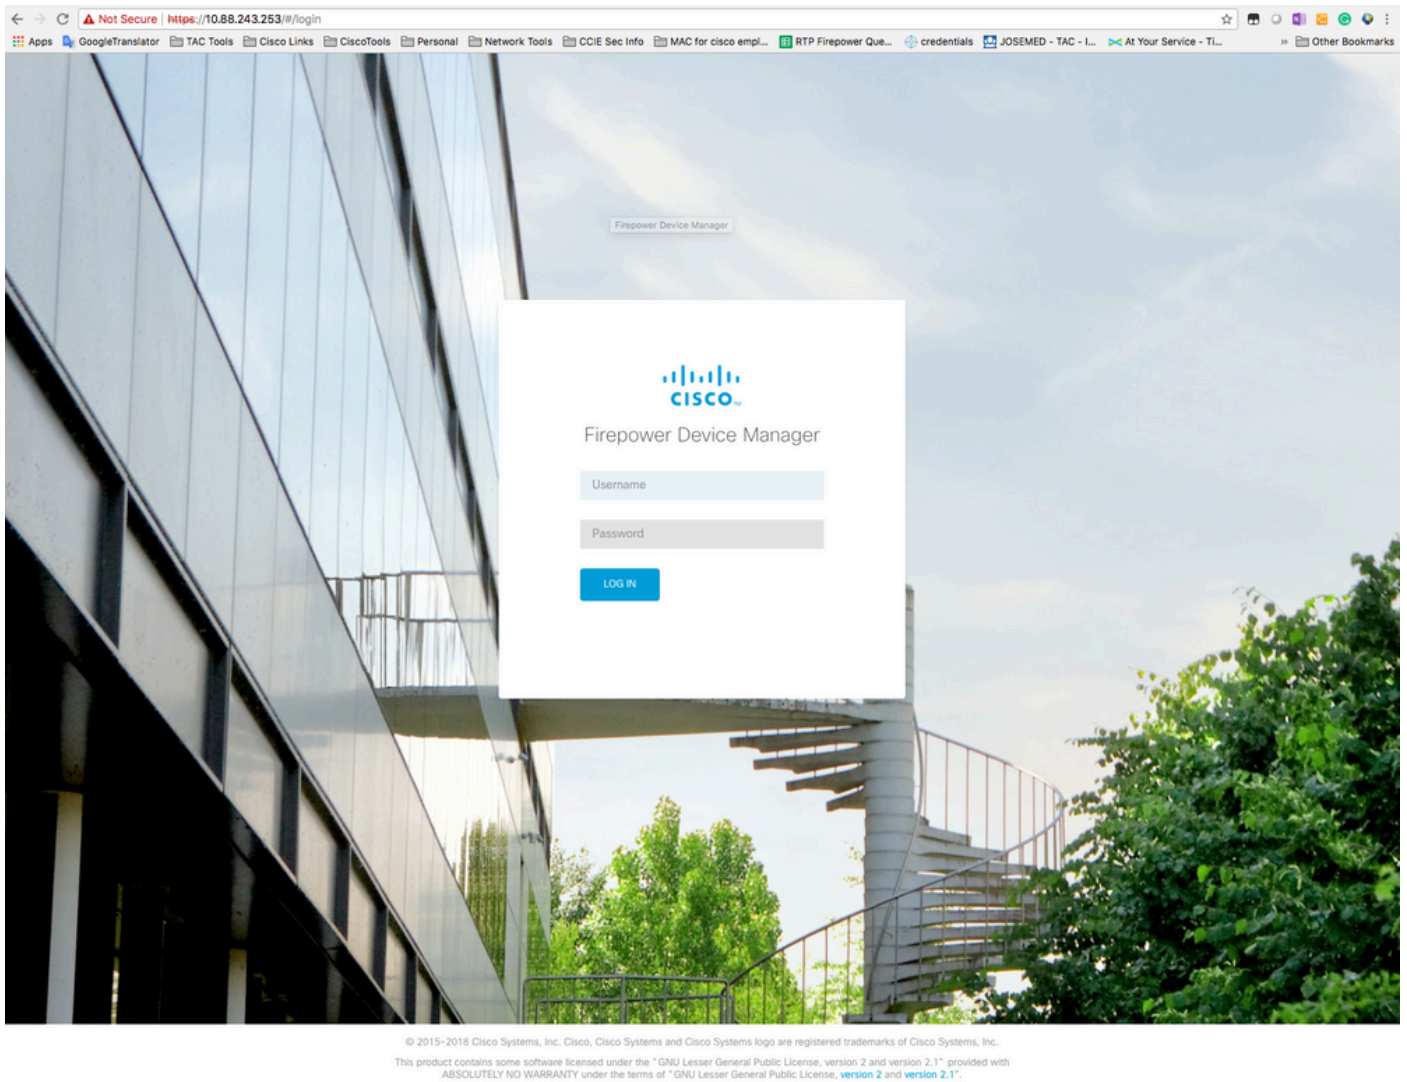 Not Secure | https://10.88.243.253/#/login
Apps GoogleTranslator TAC Tools Cisco Links CiscoTools Personal Network Tools CCIE Sec Info MAC for cisco empl... RTP Firepower Que... credentials JOSEMED - TAC - I... At Your Service - Ti... » Other Bookmarks
Firepower Device Manager
CISCO™
Firepower Device Manager
Username
Password
LOG IN
© 2015-2018 Cisco Systems, Inc. Cisco, Cisco Systems and Cisco Systems logo are registered trademarks of Cisco Systems, Inc.
This product contains some software licensed under the "GNU Lesser General Public License, version 2 and version 2.1" provided with
ABSOLUTELY NO WARRANTY under the terms of "GNU Lesser General Public License, version 2 and version 2.1".